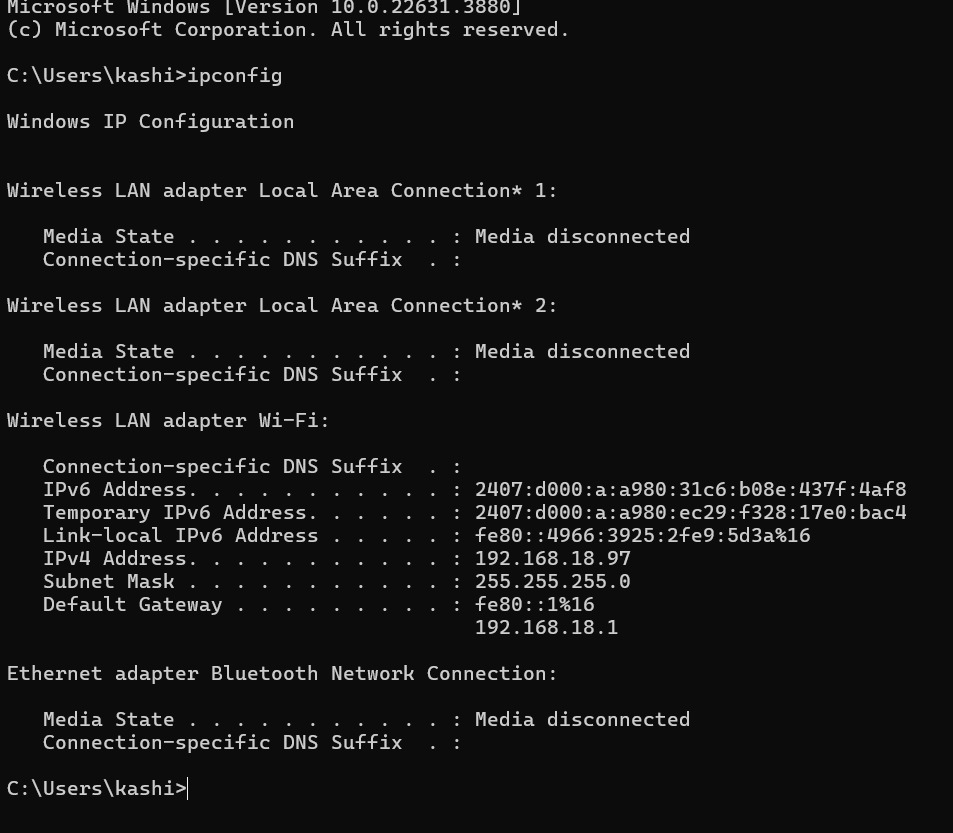 Microsoft Windows [Version 10.0.22631.3880]
(c) Microsoft Corporation. All rights reserved.
C:\Users\kashi>ipconfig
Windows IP Configuration
Wireless LAN adapter Local Area Connection* 1:
   Media State . . . . . . . . . . . : Media disconnected
   Connection-specific DNS Suffix  . :
Wireless LAN adapter Local Area Connection* 2:
   Media State . . . . . . . . . . . : Media disconnected
   Connection-specific DNS Suffix  . :
Wireless LAN adapter Wi-Fi:
   Connection-specific DNS Suffix  . :
   IPv6 Address. . . . . . . . . . . : 2407:d000:a:a980:31c6:b08e:437f:4af8
   Temporary IPv6 Address. . . . . . : 2407:d000:a:a980:ec29:f328:17e0:bac4
   Link-local IPv6 Address . . . . . : fe80::4966:3925:2fe9:5d3a%16
   IPv4 Address. . . . . . . . . . . : 192.168.18.97
   Subnet Mask . . . . . . . . . . . : 255.255.255.0
   Default Gateway . . . . . . . . . : fe80::1%16
                                       192.168.18.1
Ethernet adapter Bluetooth Network Connection:
   Media State . . . . . . . . . . . : Media disconnected
   Connection-specific DNS Suffix  . :
C:\Users\kashi>